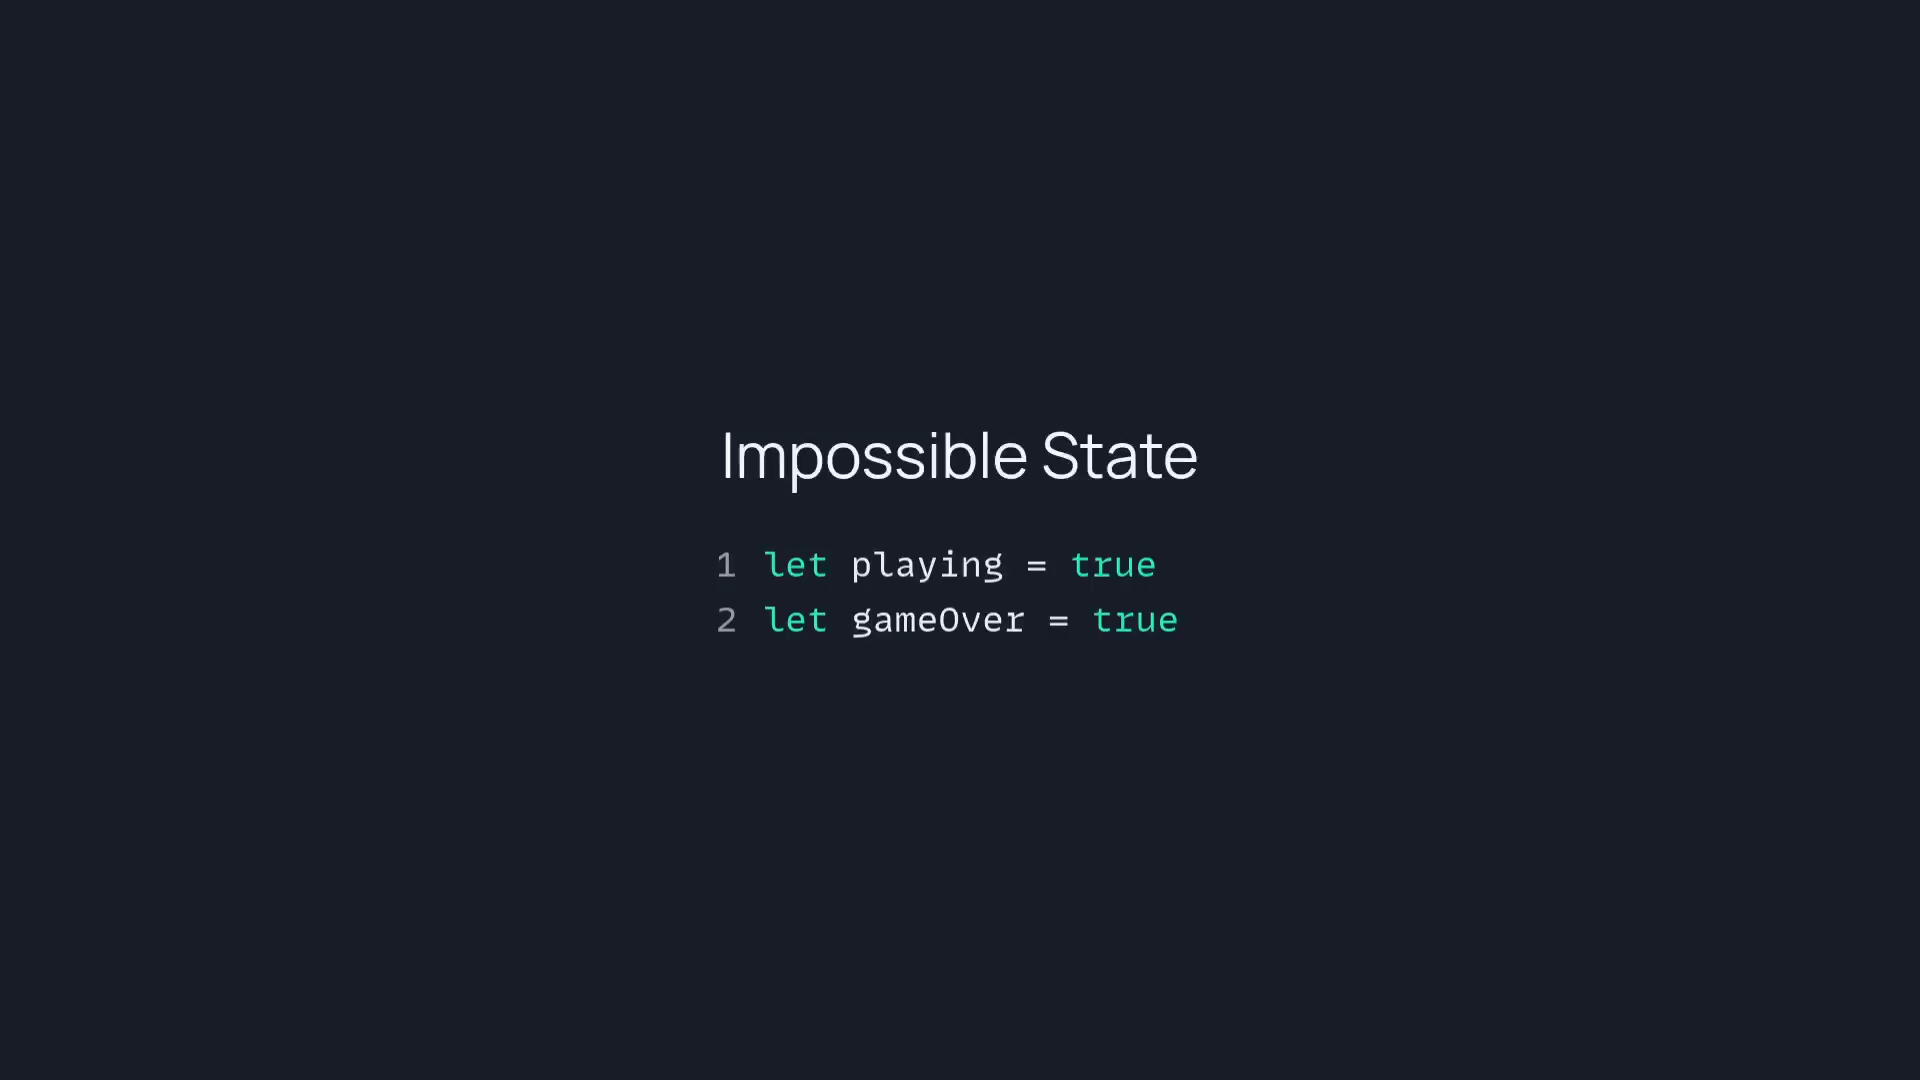 Impossible State
1 let playing = true
2 let gameOver = true